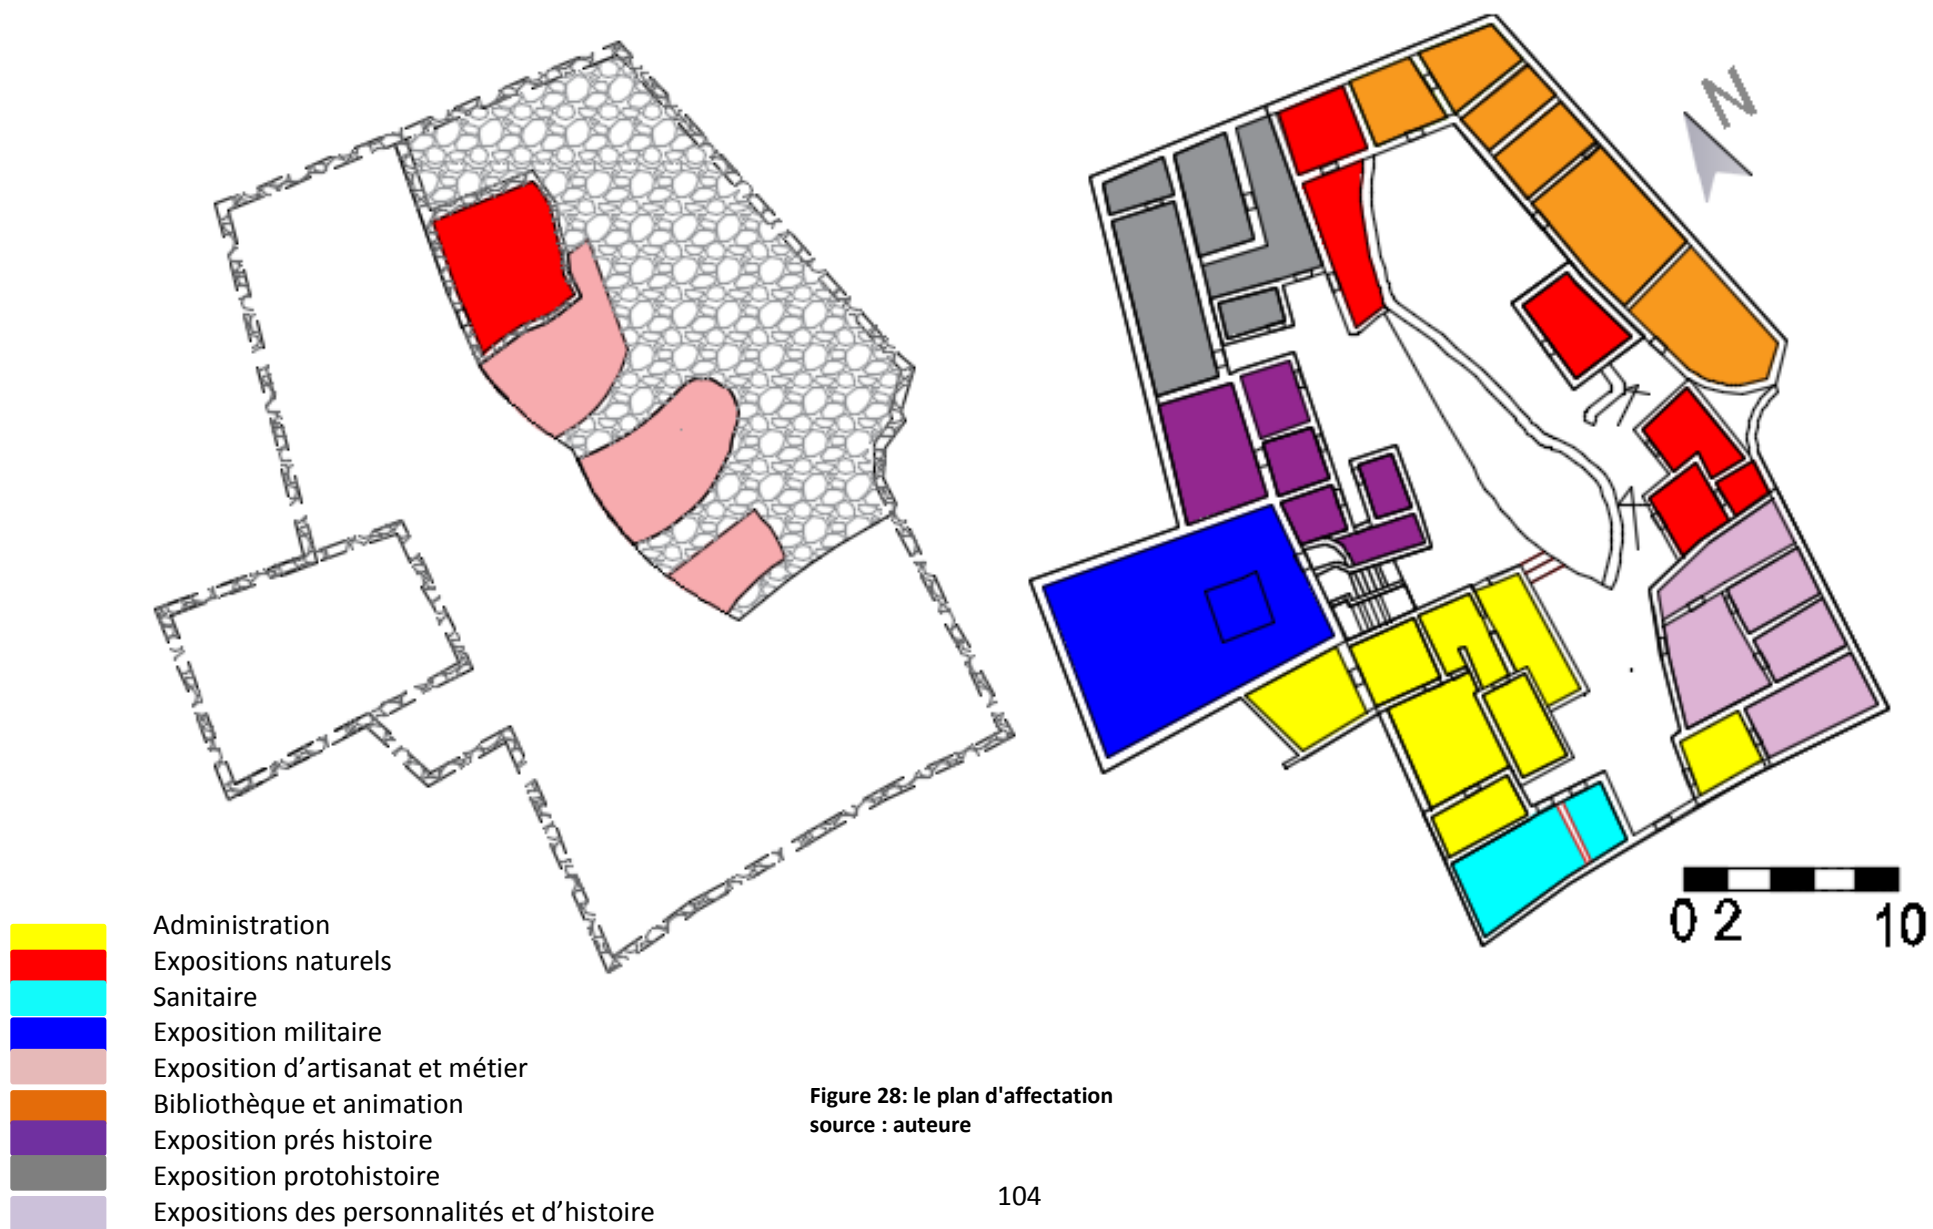 N
0 2 10
Administration
Expositions naturels
Sanitaire
Exposition militaire
Exposition d’artisanat et métier
Bibliothèque et animation
Exposition prés histoire
Exposition protohistoire
Expositions des personnalités et d’histoire
Figure 28: le plan d'affectation
source : auteure
104